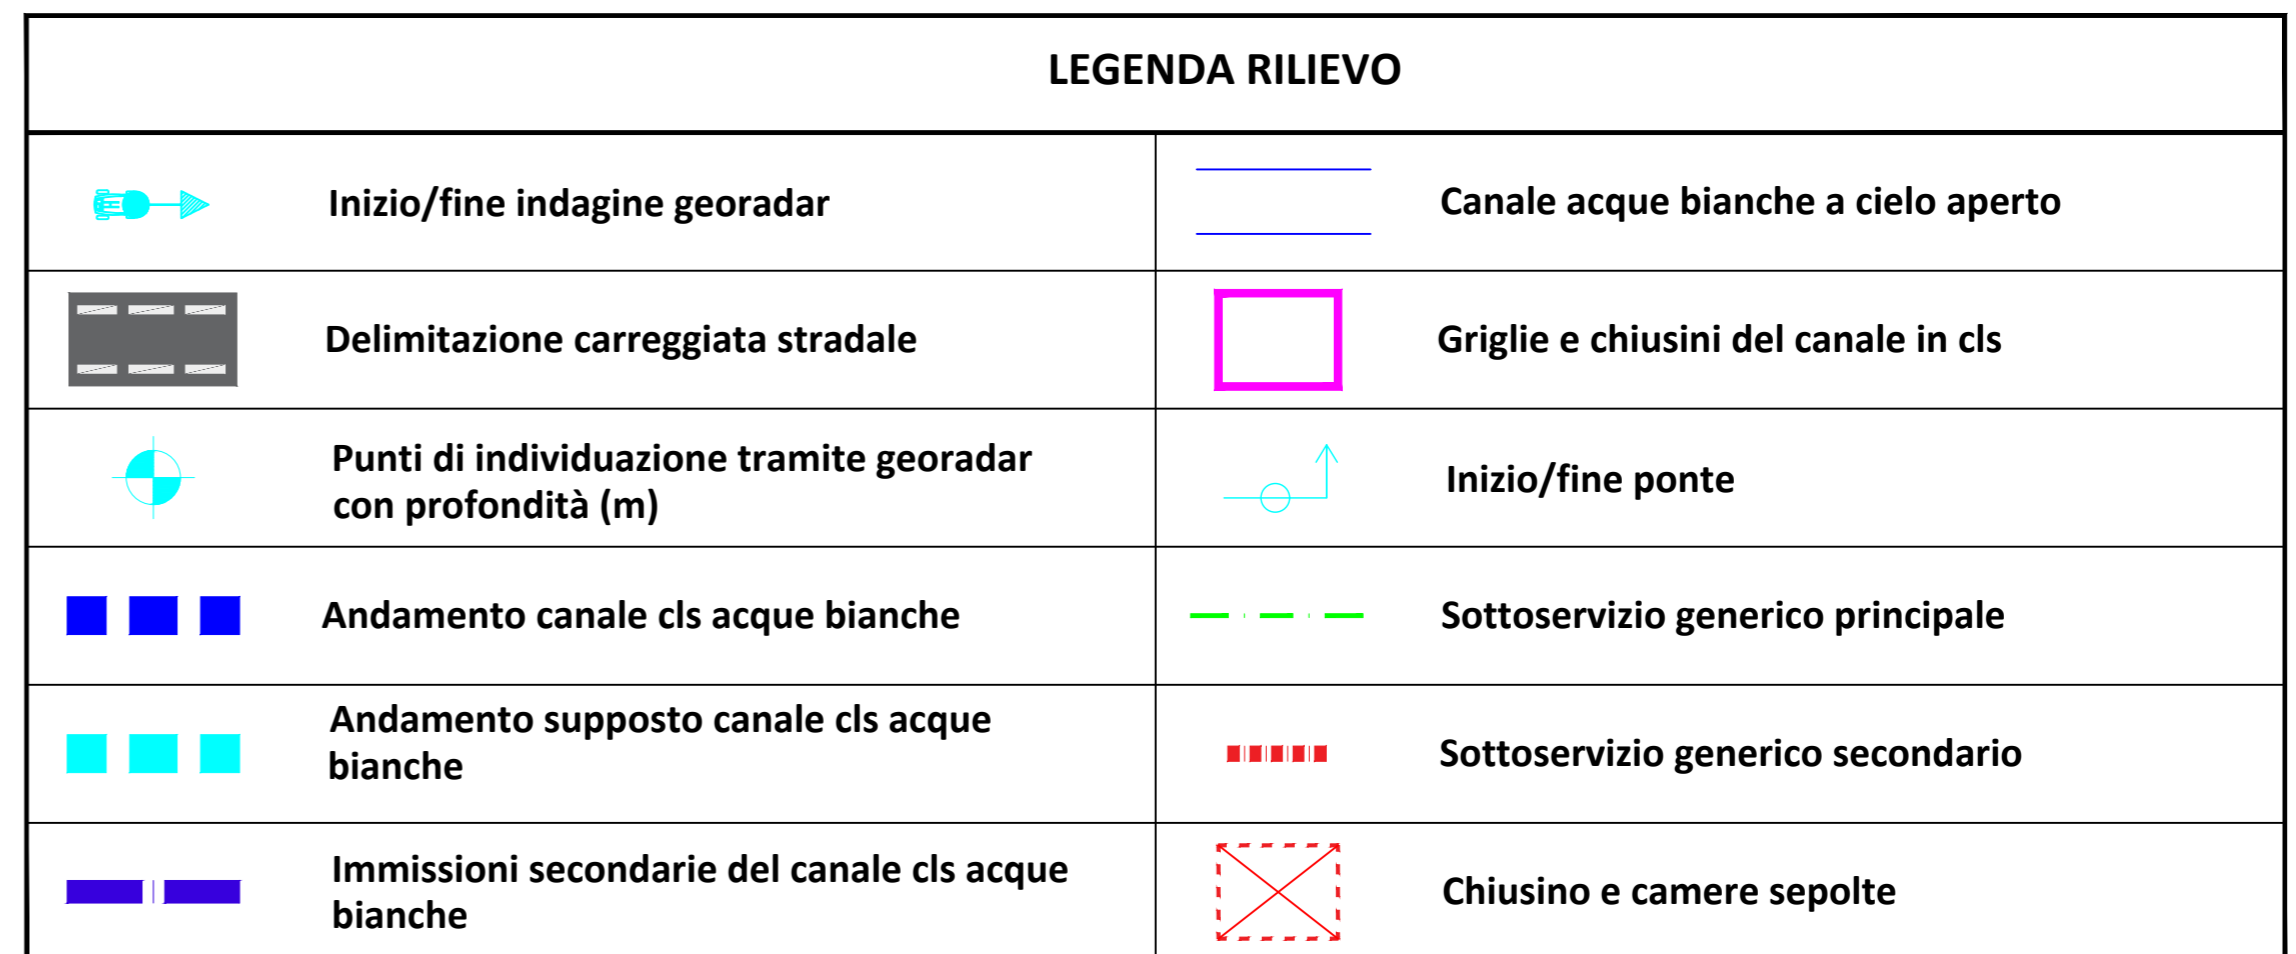 LEGENDA RILIEVO
Inizio/fine indagine georadar
Canale acque bianche a cielo aperto
Delimitazione carreggiata stradale
Griglie e chiusini del canale in cls
Punti di individuazione tramite georadar
con profondità (m)
Inizio/fine ponte
Andamento canale cls acque bianche
Sottoservizio generico principale
Andamento supposto canale cls acque
bianche
Sottoservizio generico secondario
Immissioni secondarie del canale cls acque
bianche
Chiusino e camere sepolte